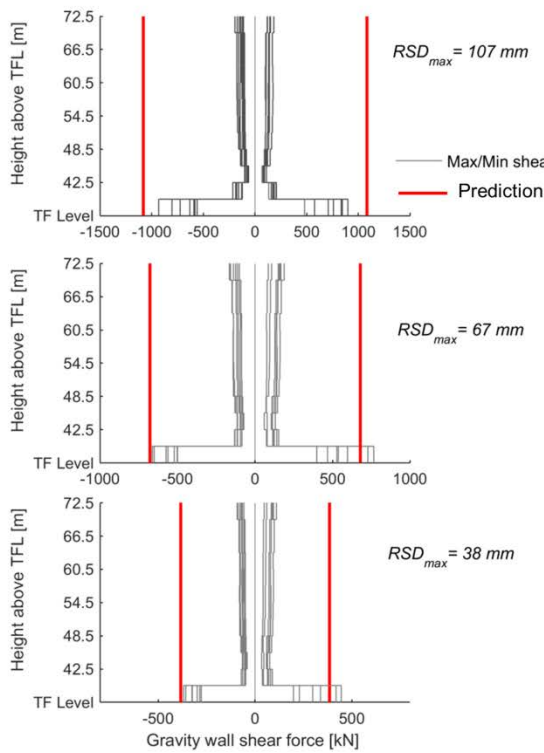 Height above TFL [m]
72.5
66.5
60.5
54.5
48.5
42.5
TF Level
-1500 -1000 -500 0 500 1000 1500
RSDmax= 107 mm
Max/Min shea
Prediction
Height above TFL [m]
72.5
66.5
60.5
54.5
48.5
42.5
TF Level
-1000 -500 0 500 1000
RSDmax= 67 mm
Height above TFL [m]
72.5
66.5
60.5
54.5
48.5
42.5
TF Level
-500 0 500
RSDmax= 38 mm
Gravity wall shear force [kN]